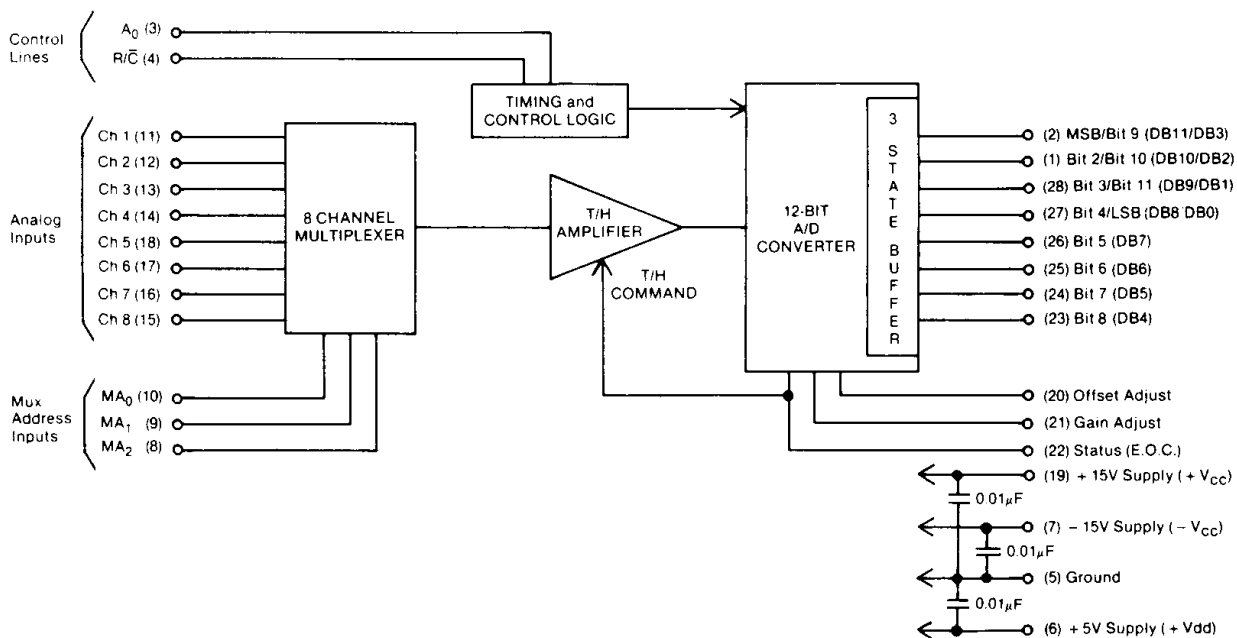 Control
Lines
A0 (3)
R/C̅ (4)
TIMING and
CONTROL LOGIC
Analog
Inputs
Ch 1 (11)
Ch 2 (12)
Ch 3 (13)
Ch 4 (14)
Ch 5 (18)
Ch 6 (17)
Ch 7 (16)
Ch 8 (15)
8 CHANNEL
MULTIPLEXER
T/H
AMPLIFIER
T/H
COMMAND
12-BIT
A/D
CONVERTER
3 STATE BUFFER
(2) MSB/Bit 9 (DB11/DB3)
(1) Bit 2/Bit 10 (DB10/DB2)
(28) Bit 3/Bit 11 (DB9/DB1)
(27) Bit 4/LSB (DB8 DB0)
(26) Bit 5 (DB7)
(25) Bit 6 (DB6)
(24) Bit 7 (DB5)
(23) Bit 8 (DB4)
Mux
Address
Inputs
MA0 (10)
MA1 (9)
MA2 (8)
(20) Offset Adjust
(21) Gain Adjust
(22) Status (E.O.C.)
(19) + 15V Supply (+ VCC)
0.01μF
(7) − 15V Supply (− VCC)
0.01μF
(5) Ground
0.01μF
(6) + 5V Supply (+ Vdd)